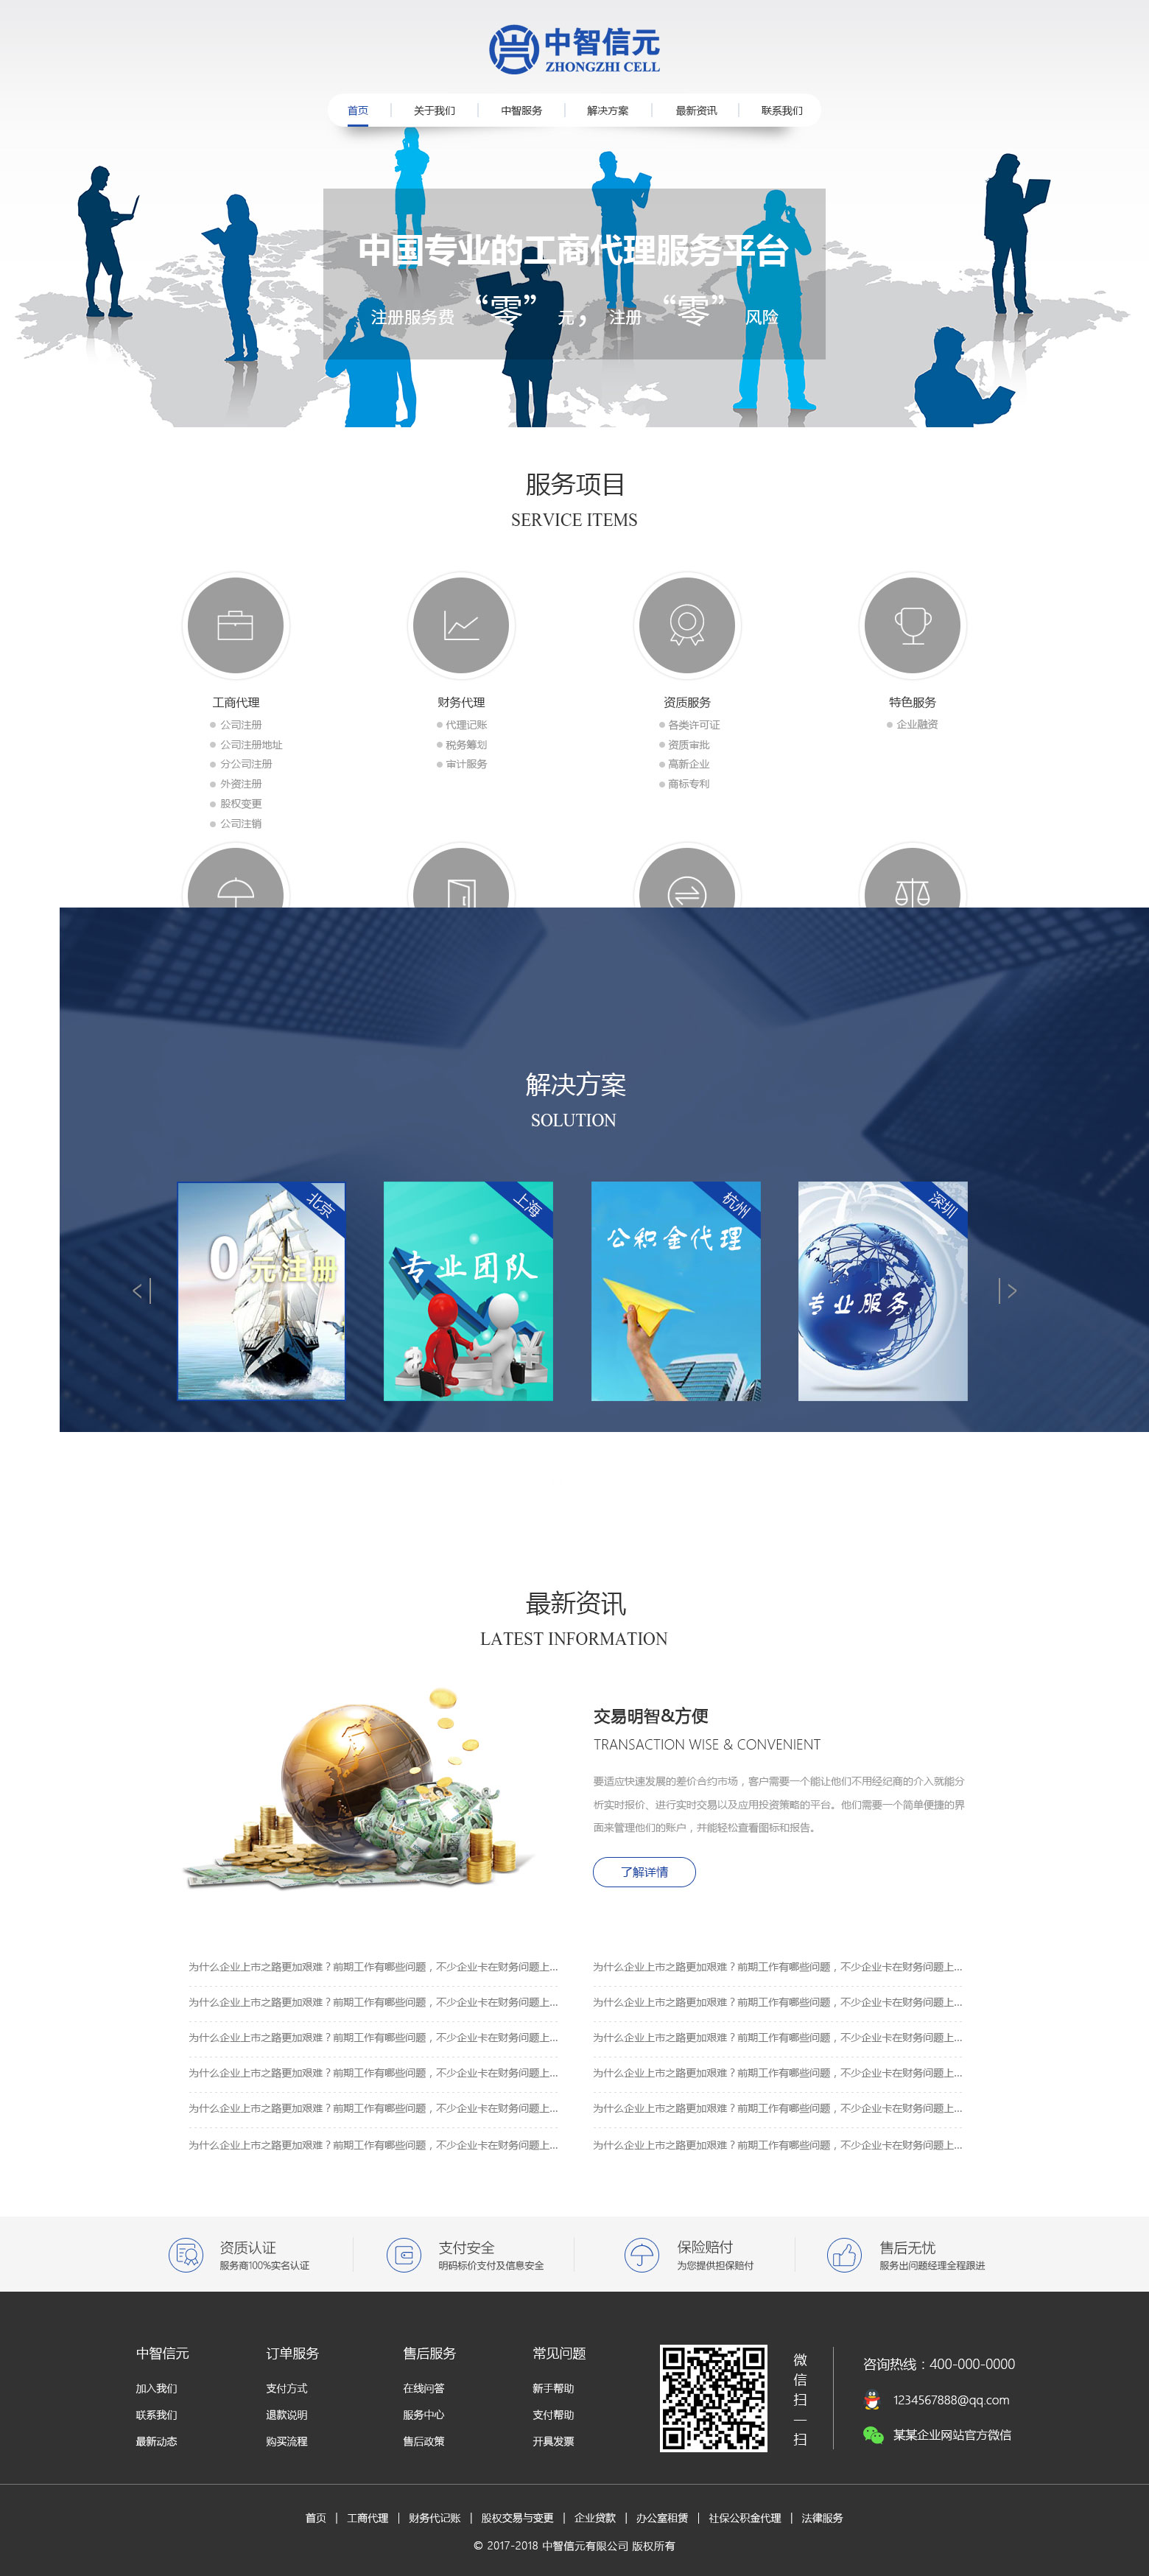 中智信元
ZHONGZHI CELL
首页 关于我们 中智服务 解决方案 最新资讯 联系我们
中国专业的工商代理服务平台
注册服务费 “零” 元， 注册 “零” 风险
服务项目
SERVICE ITEMS
工商代理
公司注册
公司注册地址
分公司注册
外资注册
股权变更
公司注销
财务代理
代理记账
税务筹划
审计服务
资质服务
各类许可证
资质审批
高新企业
商标专利
特色服务
企业融资
解决方案
SOLUTION
北京
0元注册
上海
专业团队
杭州
公积金代理
深圳
专业服务
最新资讯
LATEST INFORMATION
交易明智&方便
TRANSACTION WISE & CONVENIENT
要适应快速发展的差价合约市场，客户需要一个能让他们不用经纪商的介入就能分
析实时报价、进行实时交易以及应用投资策略的平台。他们需要一个简单便捷的界
面来管理他们的账户，并能轻松查看图标和报告。
了解详情
为什么企业上市之路更加艰难？前期工作有哪些问题，不少企业卡在财务问题上...
为什么企业上市之路更加艰难？前期工作有哪些问题，不少企业卡在财务问题上...
为什么企业上市之路更加艰难？前期工作有哪些问题，不少企业卡在财务问题上...
为什么企业上市之路更加艰难？前期工作有哪些问题，不少企业卡在财务问题上...
为什么企业上市之路更加艰难？前期工作有哪些问题，不少企业卡在财务问题上...
为什么企业上市之路更加艰难？前期工作有哪些问题，不少企业卡在财务问题上...
为什么企业上市之路更加艰难？前期工作有哪些问题，不少企业卡在财务问题上...
为什么企业上市之路更加艰难？前期工作有哪些问题，不少企业卡在财务问题上...
为什么企业上市之路更加艰难？前期工作有哪些问题，不少企业卡在财务问题上...
为什么企业上市之路更加艰难？前期工作有哪些问题，不少企业卡在财务问题上...
为什么企业上市之路更加艰难？前期工作有哪些问题，不少企业卡在财务问题上...
为什么企业上市之路更加艰难？前期工作有哪些问题，不少企业卡在财务问题上...
资质认证
服务商100%实名认证
支付安全
明码标价支付及信息安全
保险赔付
为您提供担保赔付
售后无忧
服务出问题经理全程跟进
中智信元
加入我们
联系我们
最新动态
订单服务
支付方式
退款说明
购买流程
售后服务
在线问答
服务中心
售后政策
常见问题
新手帮助
支付帮助
开具发票
微信扫一扫
咨询热线：400-000-0000
1234567888@qq.com
某某企业网站官方微信
首页 | 工商代理 | 财务代记账 | 股权交易与变更 | 企业贷款 | 办公室租赁 | 社保公积金代理 | 法律服务
© 2017-2018 中智信元有限公司 版权所有